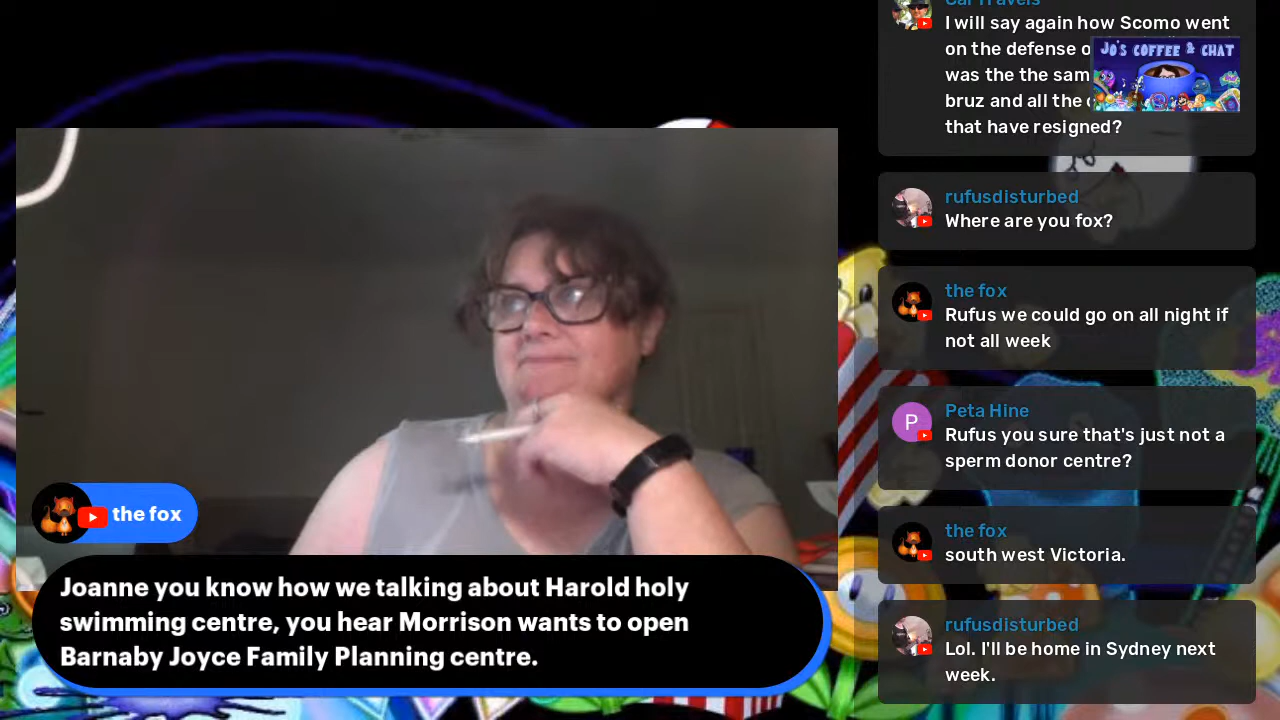 I will say again how Scomo went
on the defense
was the the sam
bruz and all the
that have resigned?
JO'S COFFEE & CHAT
rufusdisturbed
Where are you fox?
the fox
Rufus we could go on all night if
not all week
P
Peta Hine
Rufus you sure that's just not a
sperm donor centre?
the fox
south west Victoria.
rufusdisturbed
Lol. I'll be home in Sydney next
week.
the fox
Joanne you know how we talking about Harold holy
swimming centre, you hear Morrison wants to open
Barnaby Joyce Family Planning centre.